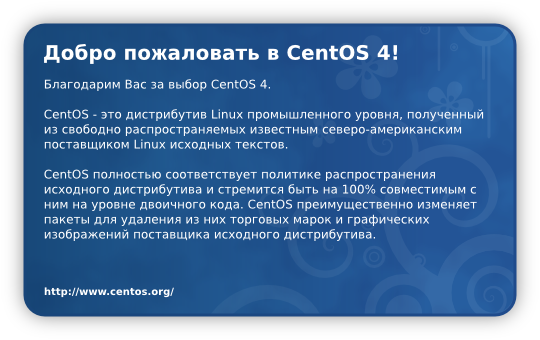 Добро пожаловать в CentOS 4!
Благодарим Вас за выбор CentOS 4.
CentOS - это дистрибутив Linux промышленного уровня, полученный
из свободно распространяемых известным северо-американским
поставщиком Linux исходных текстов.
CentOS полностью соответствует политике распространения
исходного дистрибутива и стремится быть на 100% совместимым с
ним на уровне двоичного кода. CentOS преимущественно изменяет
пакеты для удаления из них торговых марок и графических
изображений поставщика исходного дистрибутива.
http://www.centos.org/